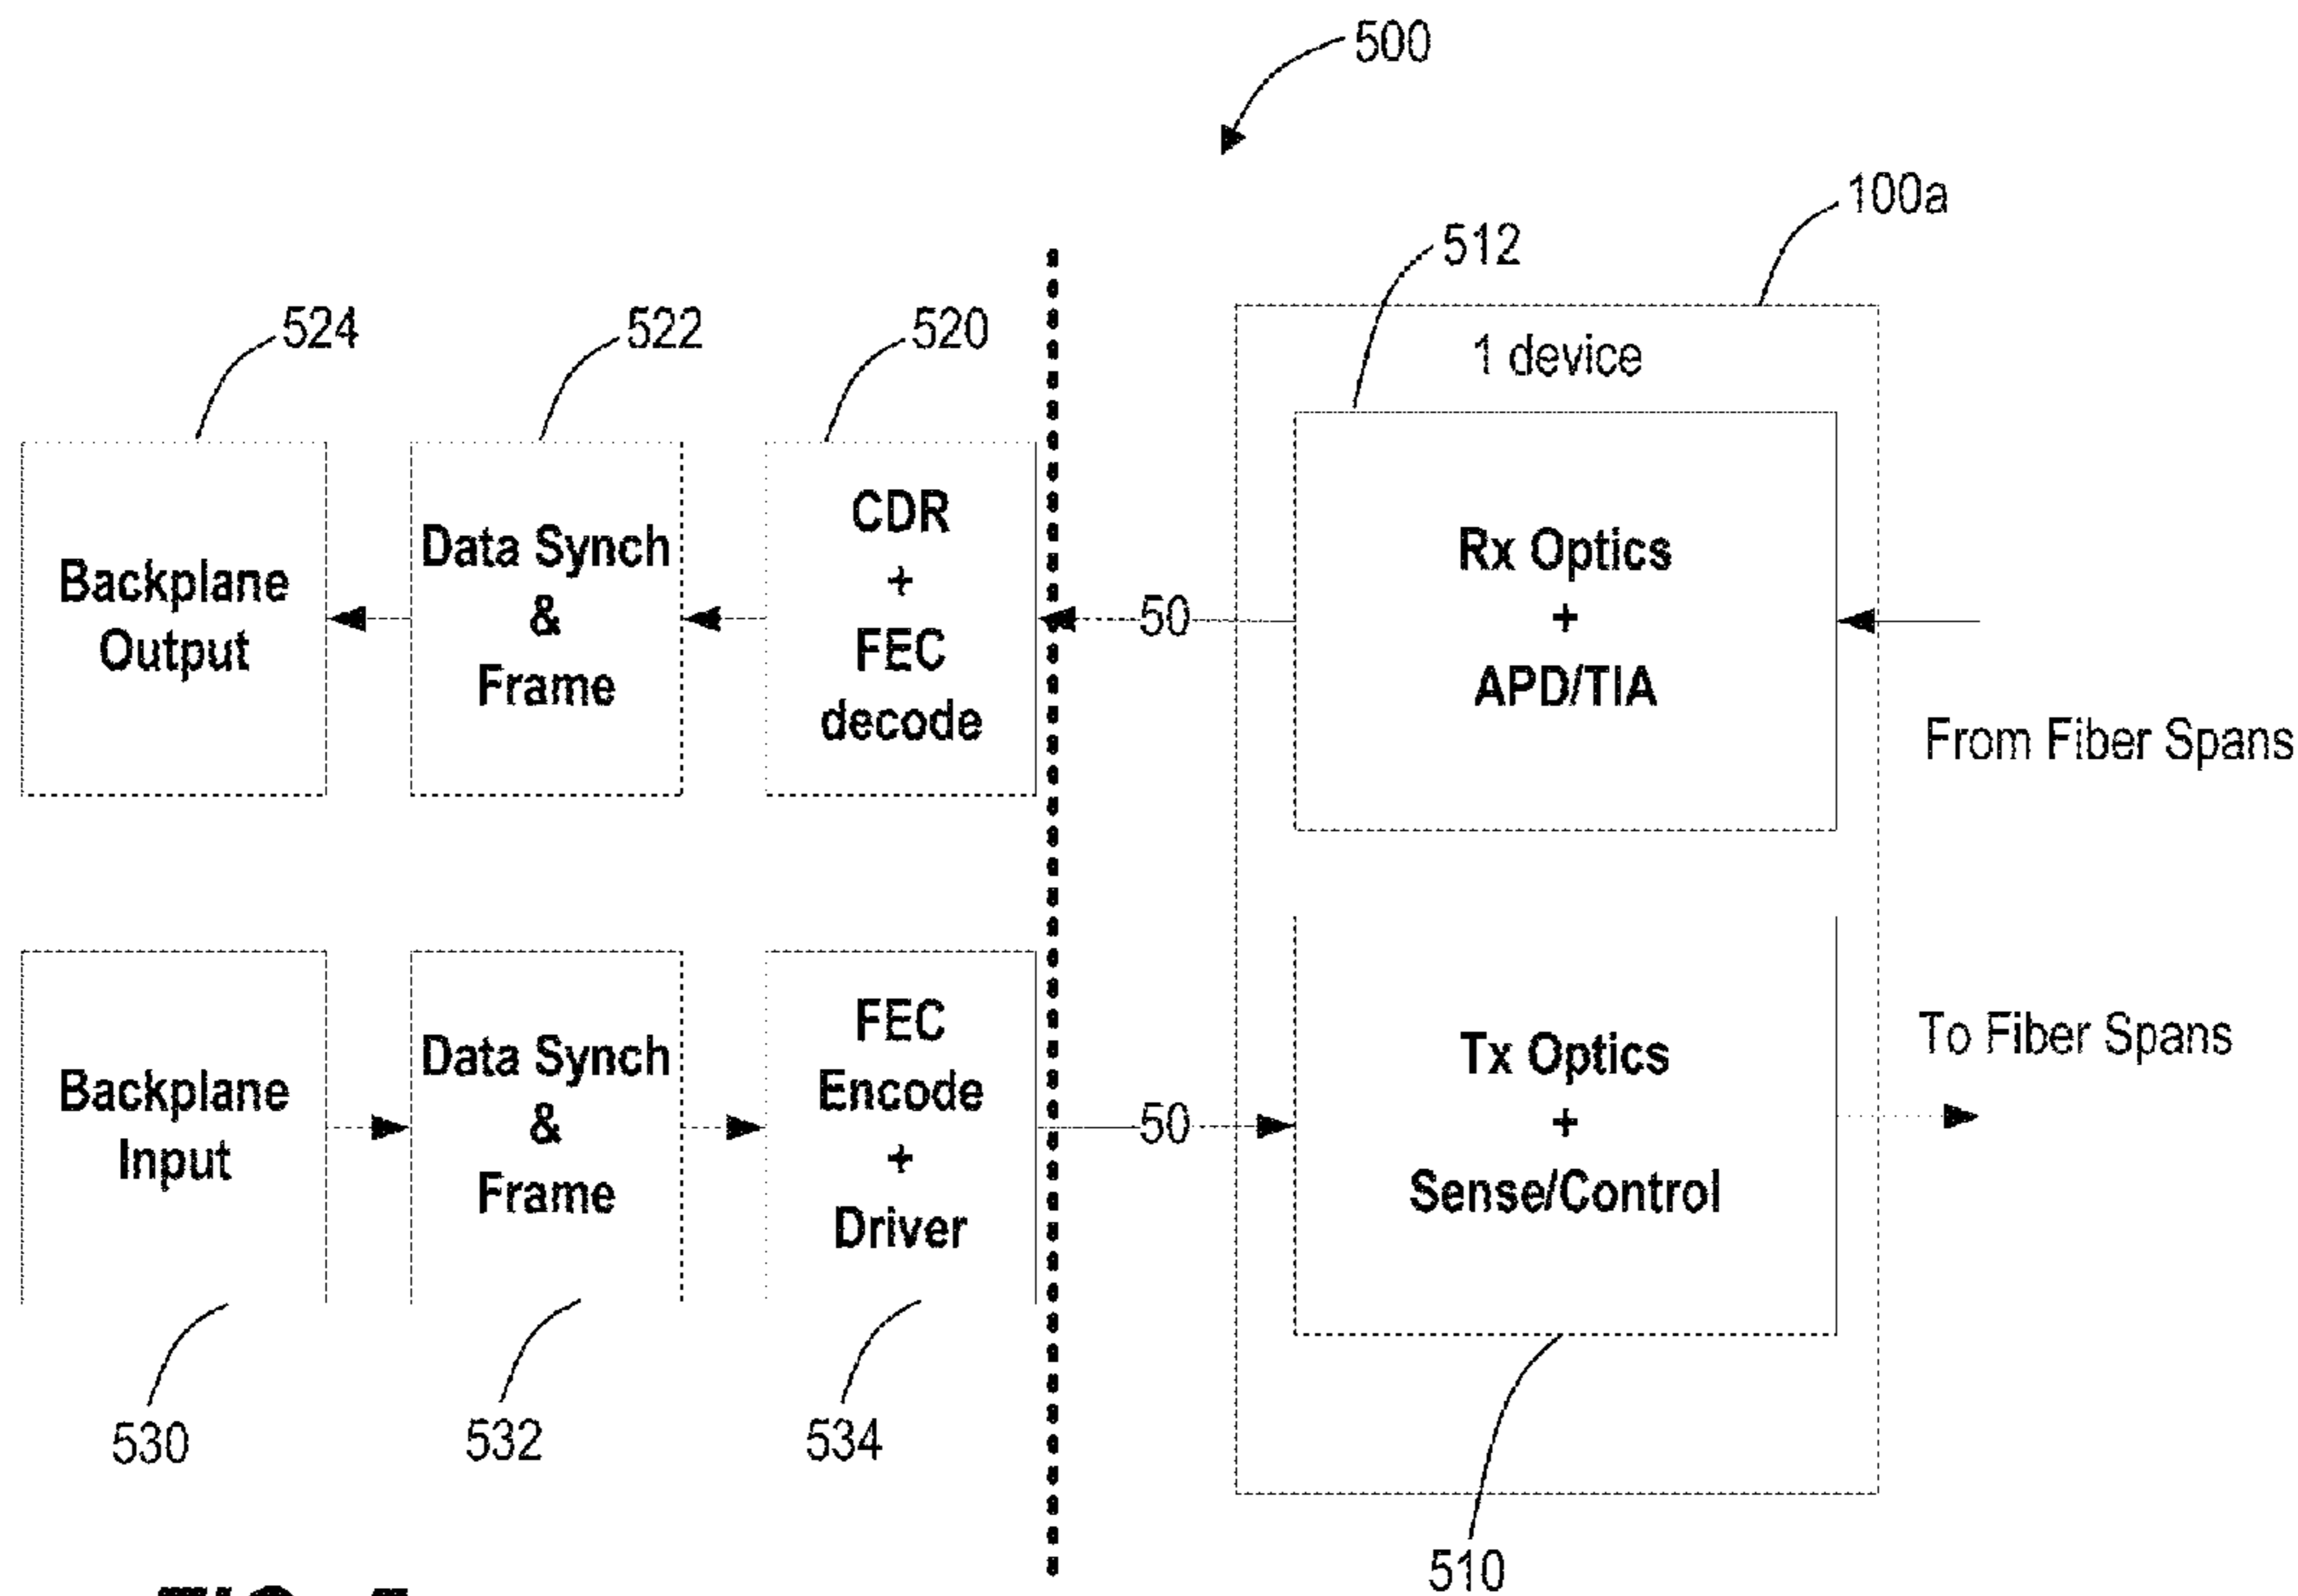 500
100a
512
524
522
520
1 device
Backplane
Output
Data Synch
&
Frame
CDR
+
FEC
decode
50
Rx Optics
+
APD/TIA
From Fiber Spans
Backplane
Input
Data Synch
&
Frame
FEC
Encode
+
Driver
50
Tx Optics
+
Sense/Control
To Fiber Spans
530
532
534
510